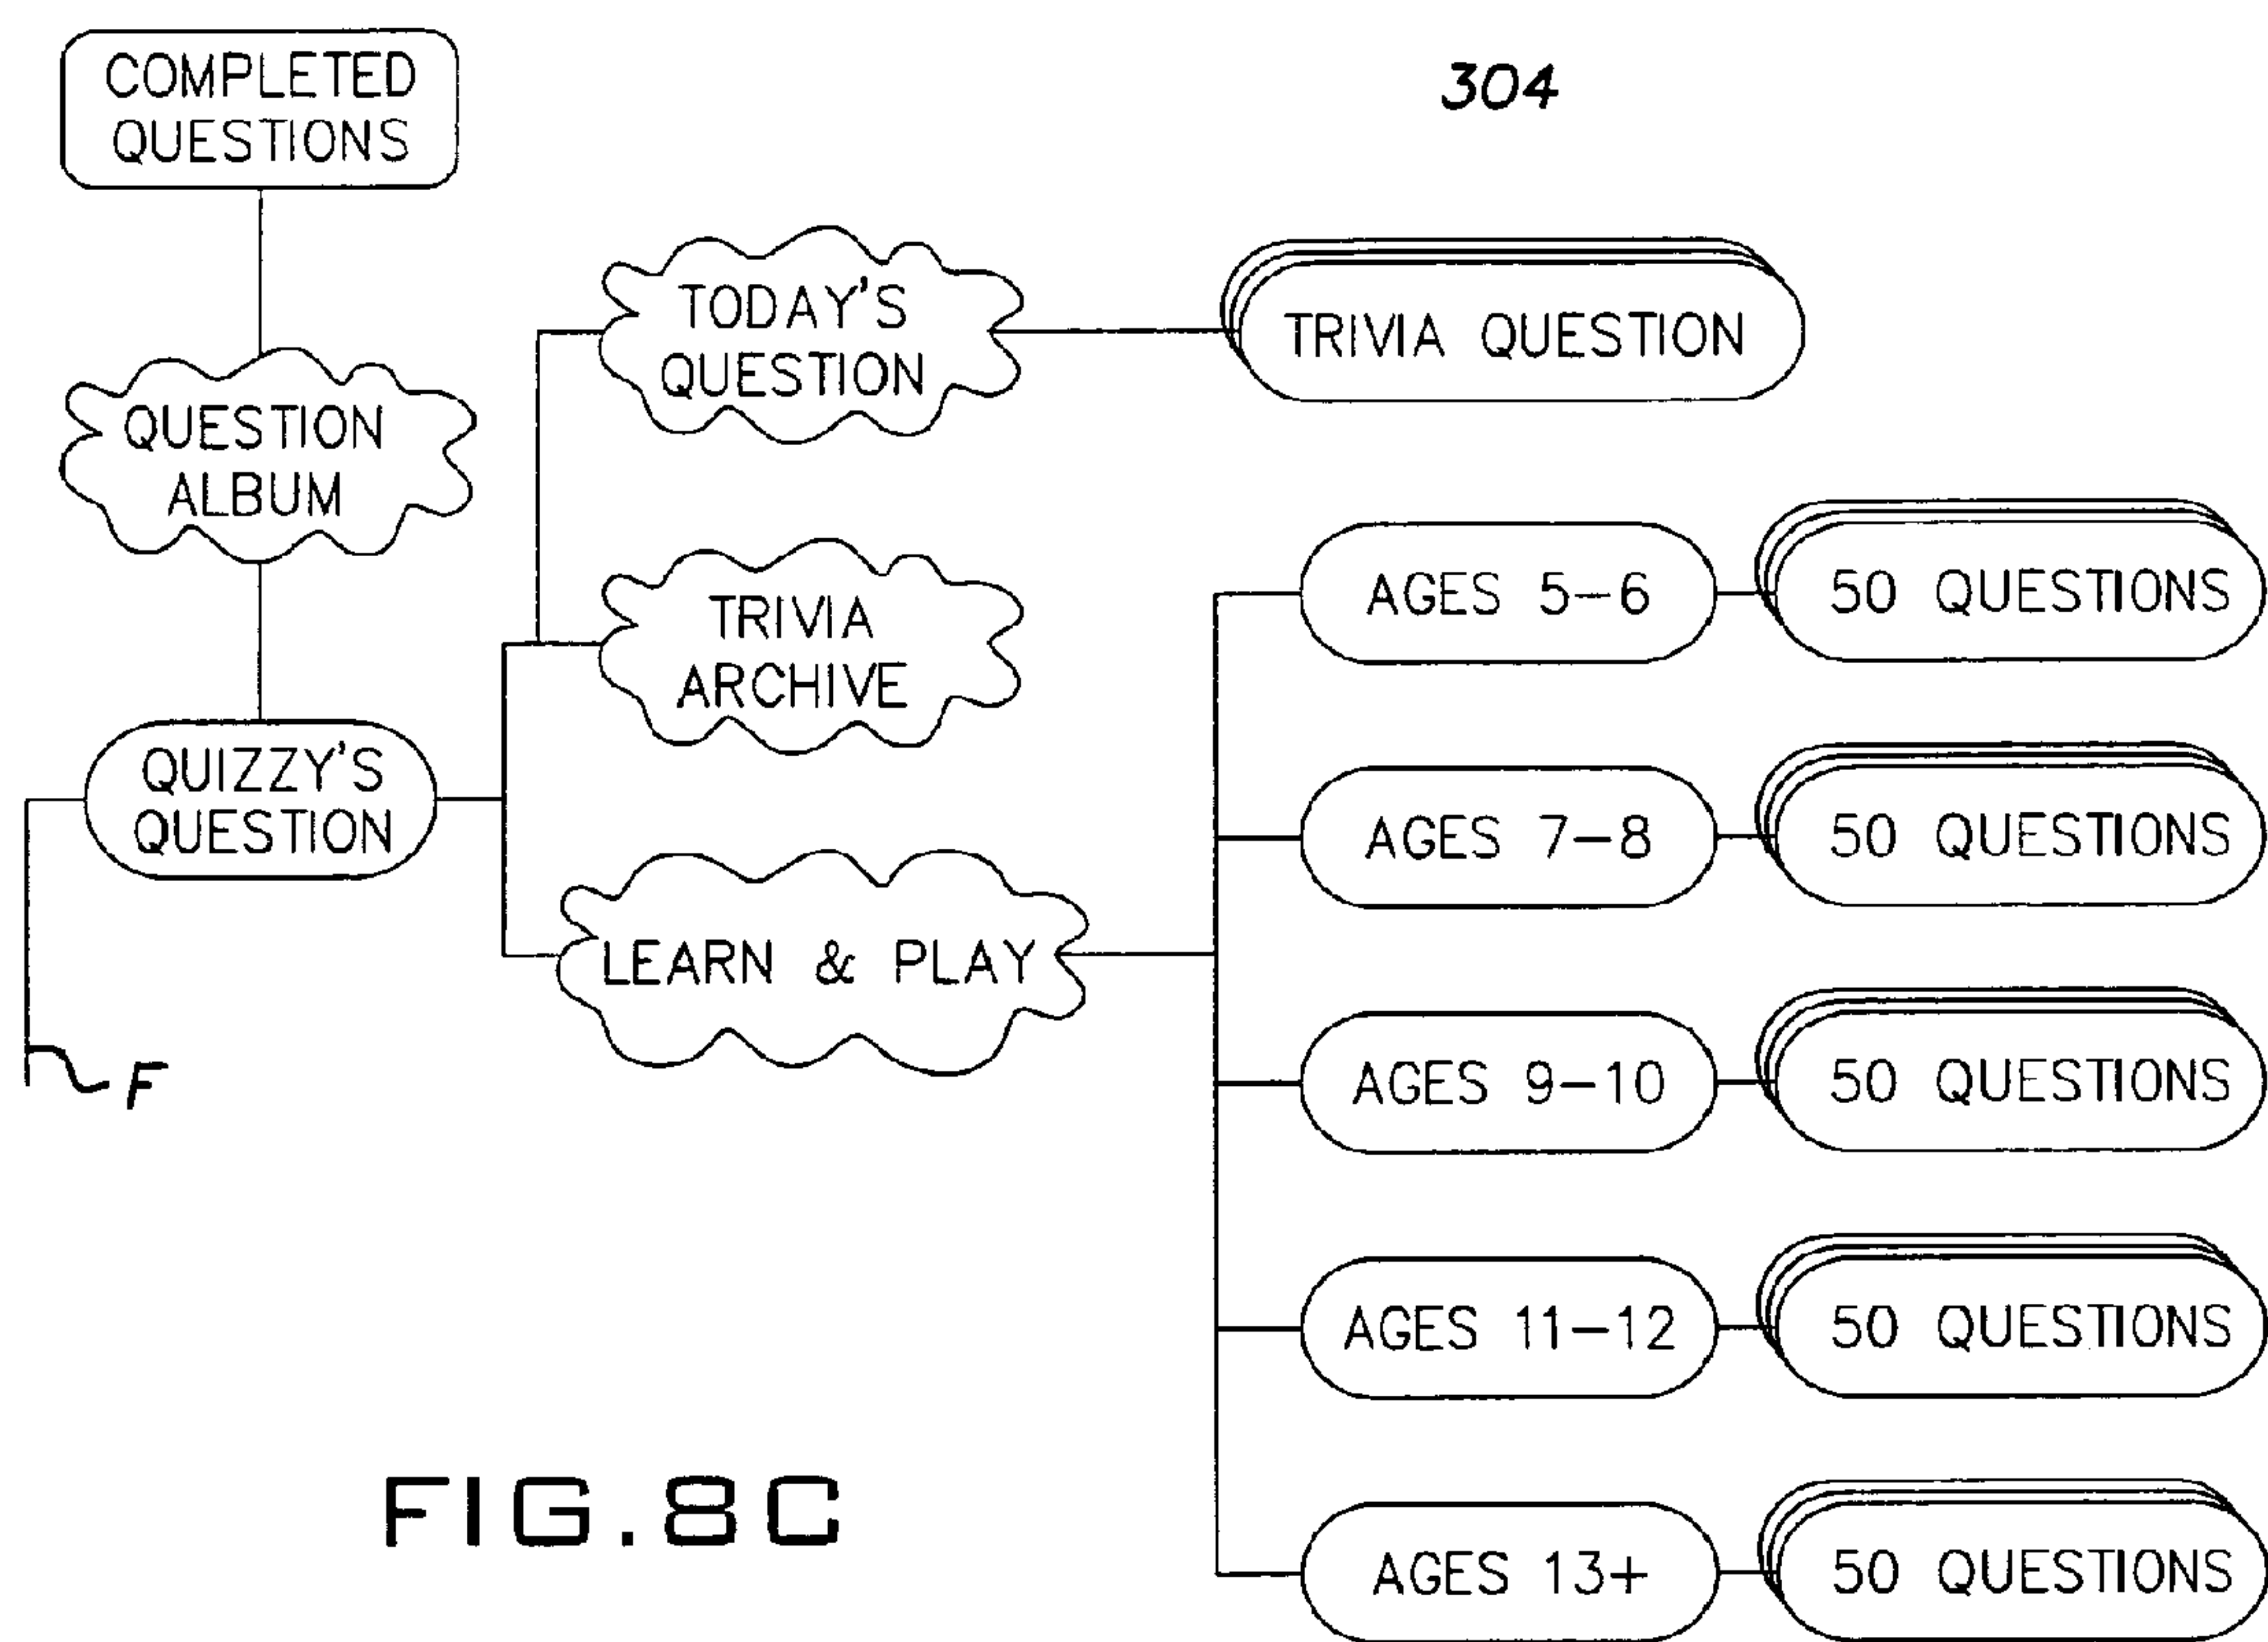 COMPLETED
QUESTIONS
304
TODAY'S
QUESTION
TRIVIA QUESTION
QUESTION
ALBUM
TRIVIA
ARCHIVE
AGES 5-6
50 QUESTIONS
QUIZZY'S
QUESTION
AGES 7-8
50 QUESTIONS
LEARN & PLAY
F
AGES 9-10
50 QUESTIONS
AGES 11-12
50 QUESTIONS
AGES 13+
50 QUESTIONS
FIG.8C